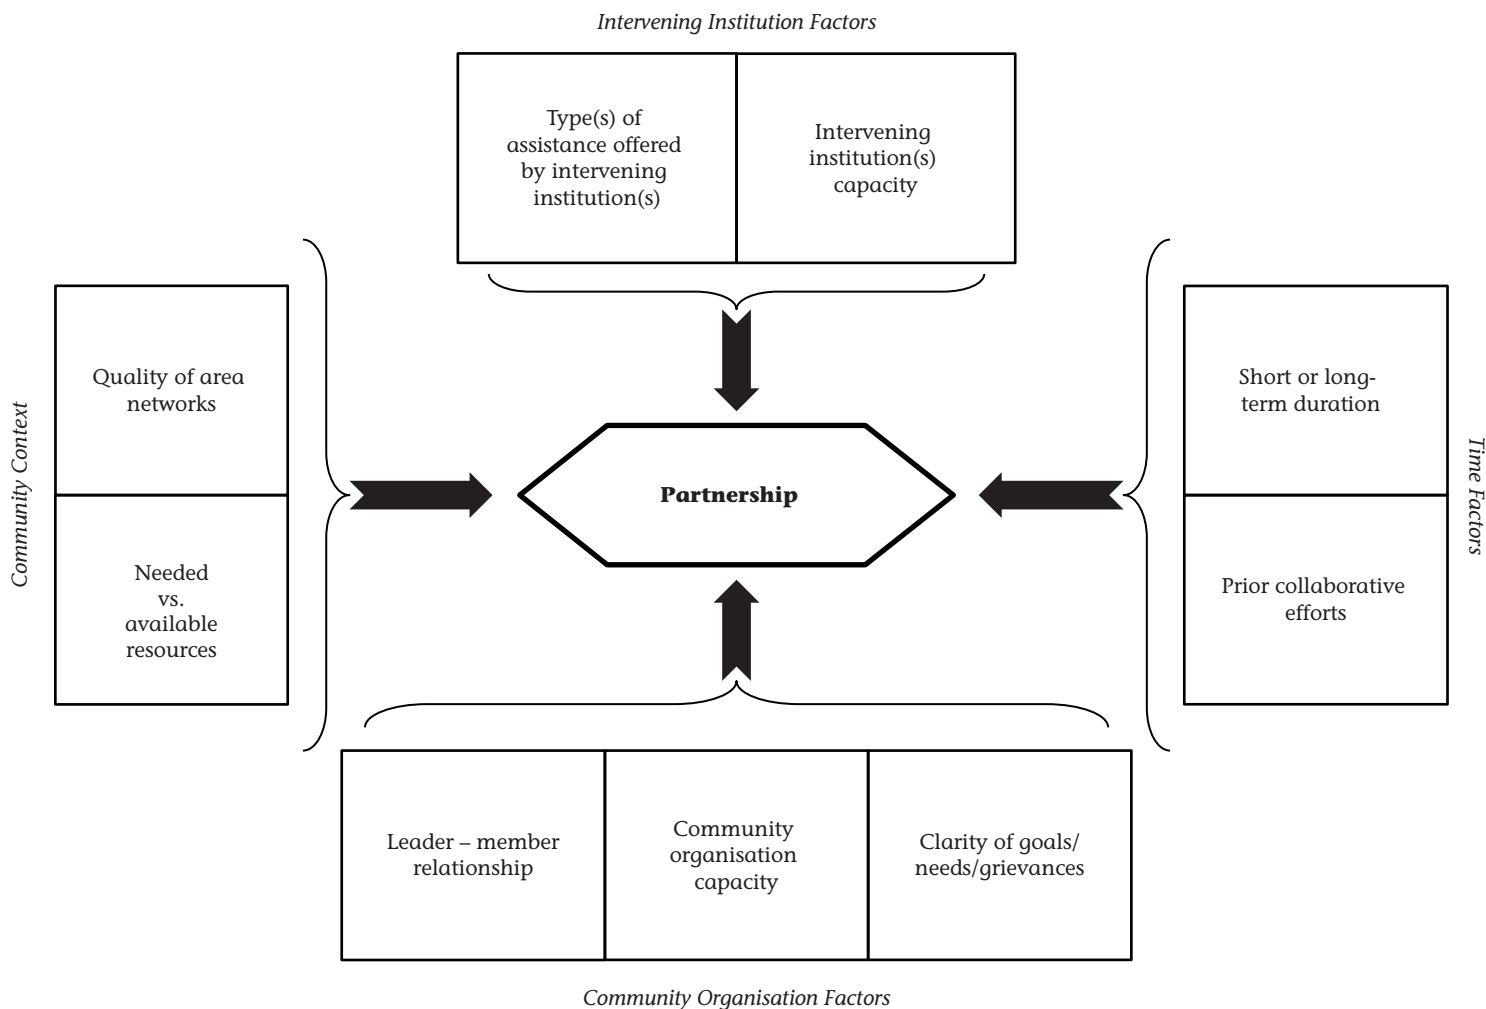 Intervening Institution Factors
Type(s) of
assistance offered
by intervening
institution(s)
Intervening
institution(s)
capacity
Community Context
Quality of area
networks
Needed
vs.
available
resources
Partnership
Short or long-
term duration
Prior collaborative
efforts
Time Factors
Leader – member
relationship
Community
organisation
capacity
Clarity of goals/
needs/grievances
Community Organisation Factors